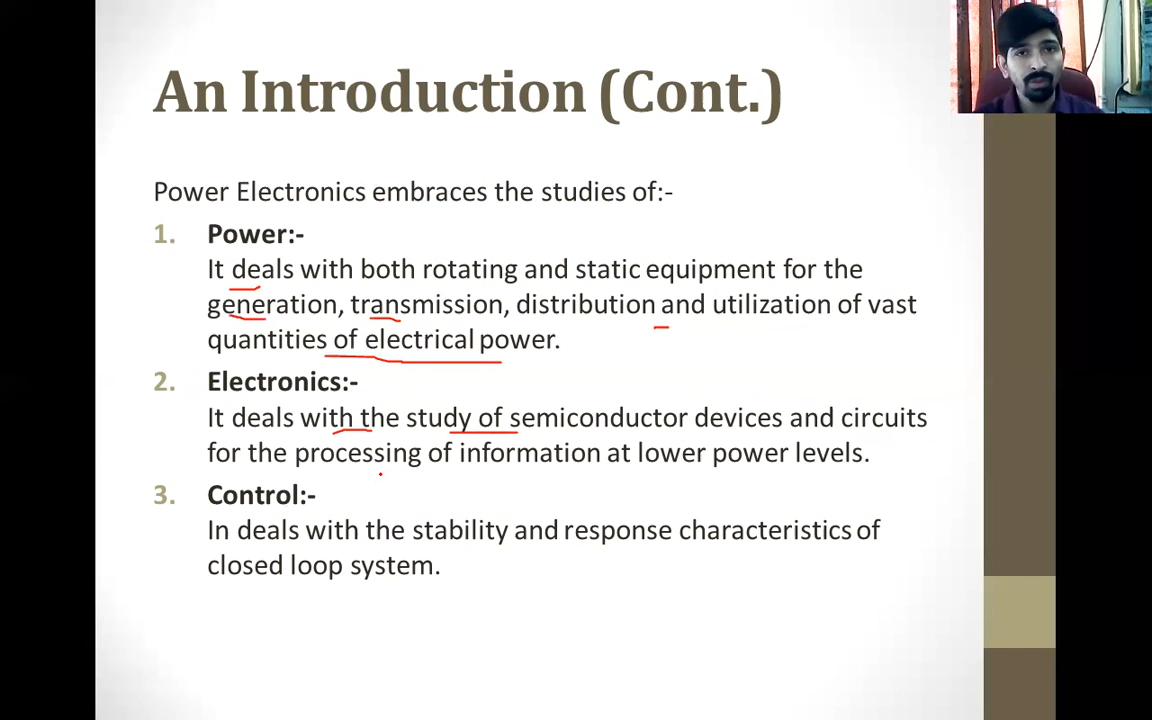 An Introduction (Cont.)
Power Electronics embraces the studies of:-
1. Power:-
It deals with both rotating and static equipment for the
generation, transmission, distribution and utilization of vast
quantities of electrical power.
2. Electronics:-
It deals with the study of semiconductor devices and circuits
for the processing of information at lower power levels.
3. Control:-
In deals with the stability and response characteristics of
closed loop system.